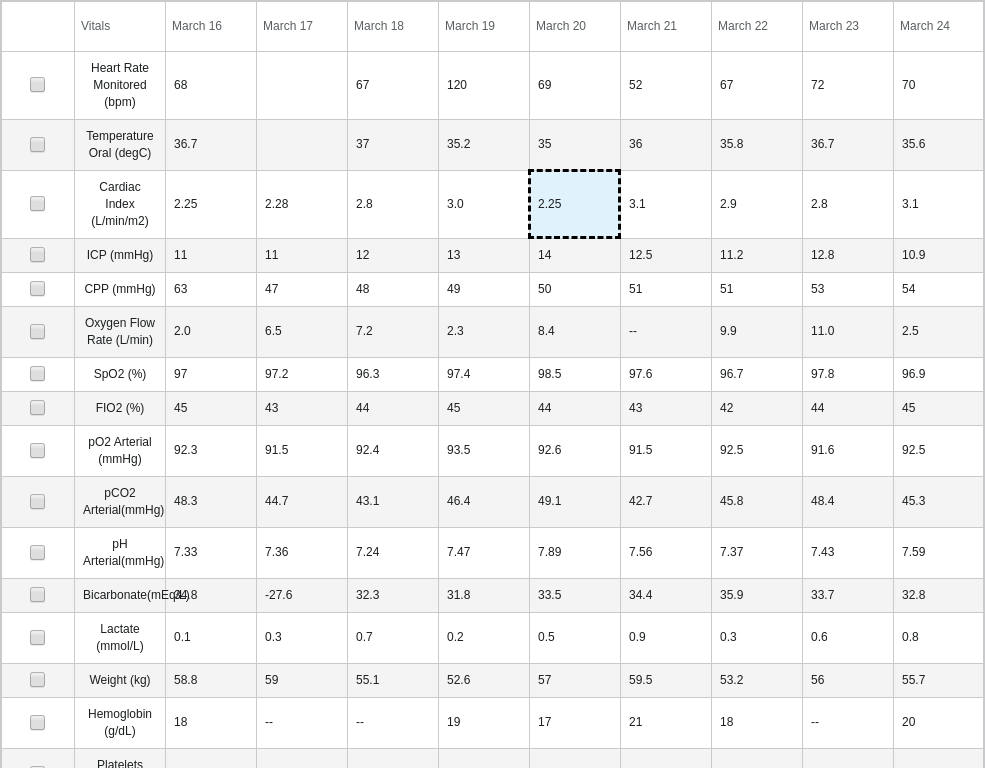 Vitals March 16 March 17 March 18 March 19 March 20 March 21 March 22 March 23 March 24
Heart Rate
Monitored
(bpm)
68 67 120 69 52 67 72 70
Temperature
Oral (degC)
36.7 37 35.2 35 36 35.8 36.7 35.6
Cardiac
Index
(L/min/m2)
2.25 2.28 2.8 3.0 2.25 3.1 2.9 2.8 3.1
ICP (mmHg) 11 11 12 13 14 12.5 11.2 12.8 10.9
CPP (mmHg) 63 47 48 49 50 51 51 53 54
Oxygen Flow
Rate (L/min)
2.0 6.5 7.2 2.3 8.4 -- 9.9 11.0 2.5
SpO2 (%) 97 97.2 96.3 97.4 98.5 97.6 96.7 97.8 96.9
FIO2 (%) 45 43 44 45 44 43 42 44 45
pO2 Arterial
(mmHg)
92.3 91.5 92.4 93.5 92.6 91.5 92.5 91.6 92.5
pCO2
Arterial(mmHg)
48.3 44.7 43.1 46.4 49.1 42.7 45.8 48.4 45.3
pH
Arterial(mmHg)
7.33 7.36 7.24 7.47 7.89 7.56 7.37 7.43 7.59
Bicarbonate(mEq/L) 34.8 -27.6 32.3 31.8 33.5 34.4 35.9 33.7 32.8
Lactate
(mmol/L)
0.1 0.3 0.7 0.2 0.5 0.9 0.3 0.6 0.8
Weight (kg) 58.8 59 55.1 52.6 57 59.5 53.2 56 55.7
Hemoglobin
(g/dL)
18 -- -- 19 17 21 18 -- 20
Platelets